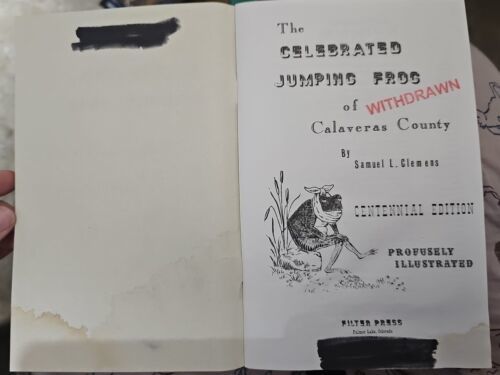 The
CELEBRATED
JUMPING FROG
of
WITHDRAWN
Calaveras County
By
Samuel L. Clemens
CENTENNIAL EDITION
PROFUSELY
ILLUSTRATED
FILTER PRESS
Palmer Lake, Colorado